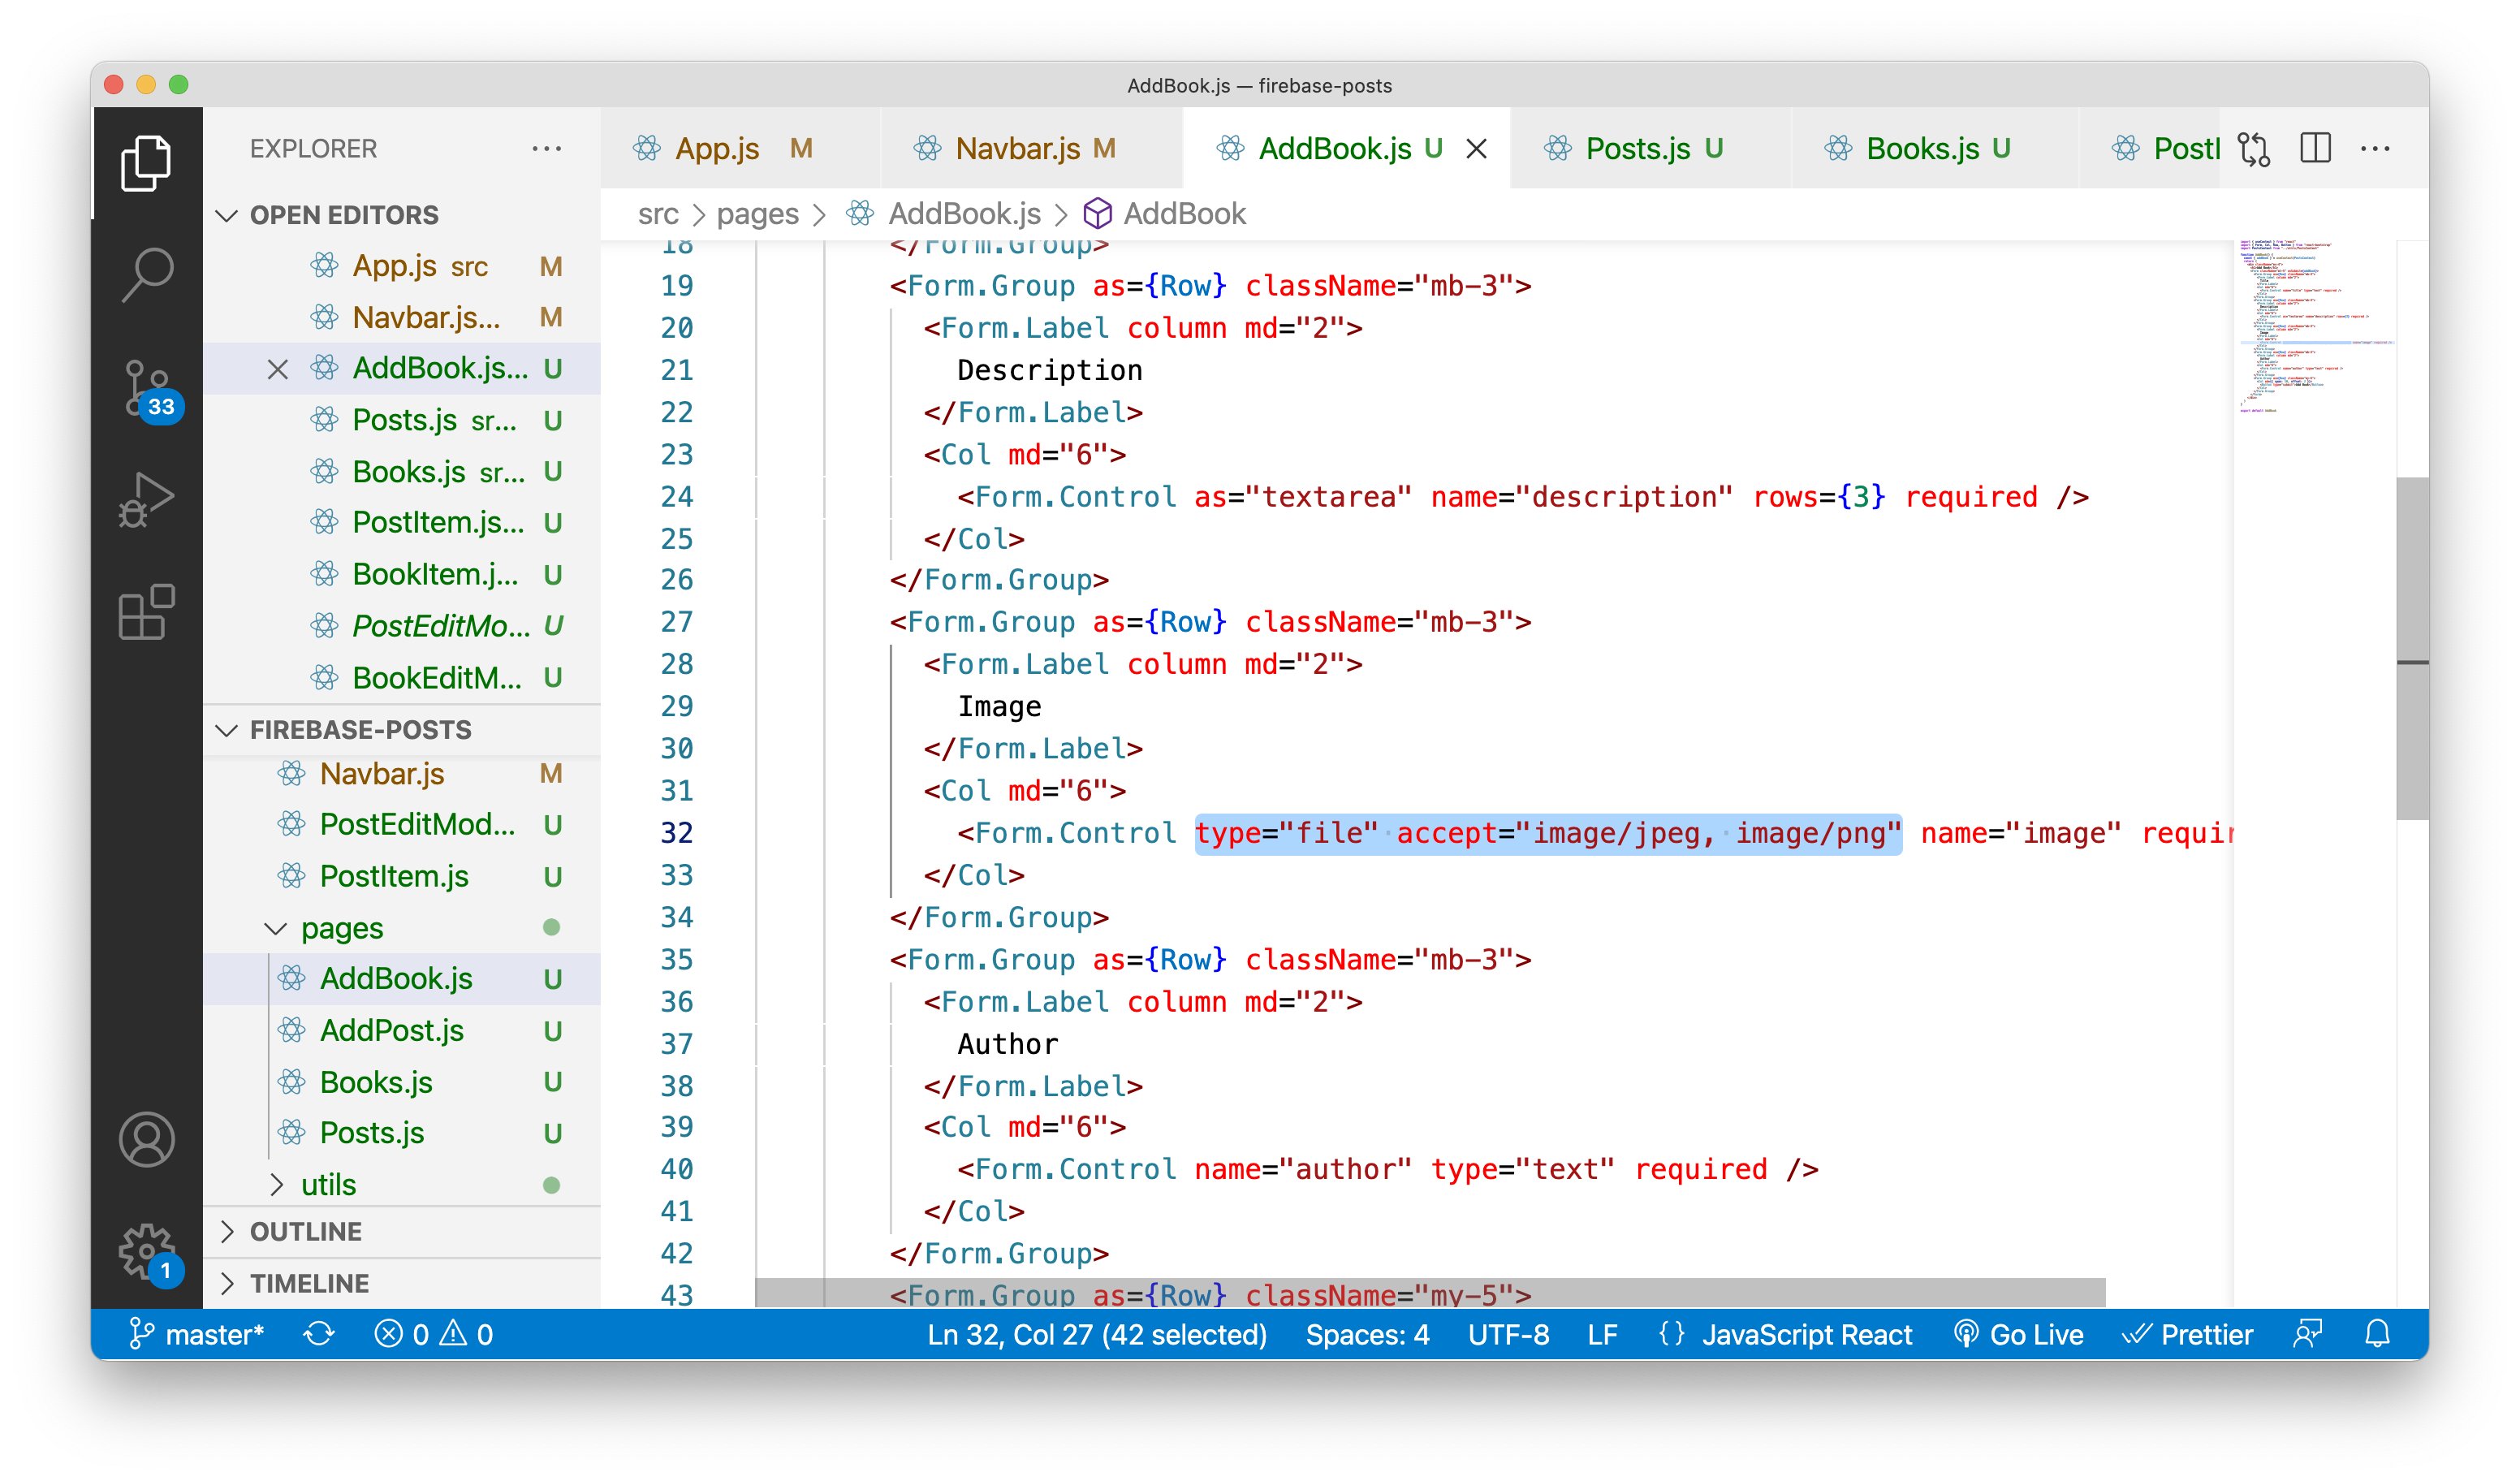 AddBook.js — firebase-posts
EXPLORER
OPEN EDITORS
App.js src M
Navbar.js... M
AddBook.js... U
Posts.js sr... U
Books.js sr... U
PostItem.js... U
BookItem.j... U
PostEditMo... U
BookEditM... U
FIREBASE-POSTS
Navbar.js M
PostEditMod... U
PostItem.js U
pages
AddBook.js U
AddPost.js U
Books.js U
Posts.js U
utils
OUTLINE
TIMELINE
33
1
App.js M
Navbar.js M
AddBook.js U
Posts.js U
Books.js U
PostI
src > pages > AddBook.js > AddBook
18 </Form.Group>
19 <Form.Group as={Row} className="mb-3">
20 <Form.Label column md="2">
21 Description
22 </Form.Label>
23 <Col md="6">
24 <Form.Control as="textarea" name="description" rows={3} required />
25 </Col>
26 </Form.Group>
27 <Form.Group as={Row} className="mb-3">
28 <Form.Label column md="2">
29 Image
30 </Form.Label>
31 <Col md="6">
32 <Form.Control type="file" accept="image/jpeg, image/png" name="image" requir
33 </Col>
34 </Form.Group>
35 <Form.Group as={Row} className="mb-3">
36 <Form.Label column md="2">
37 Author
38 </Form.Label>
39 <Col md="6">
40 <Form.Control name="author" type="text" required />
41 </Col>
42 </Form.Group>
43 <Form.Group as={Row} className="my-5">
master* 0 0 Ln 32, Col 27 (42 selected) Spaces: 4 UTF-8 LF {} JavaScript React Go Live Prettier